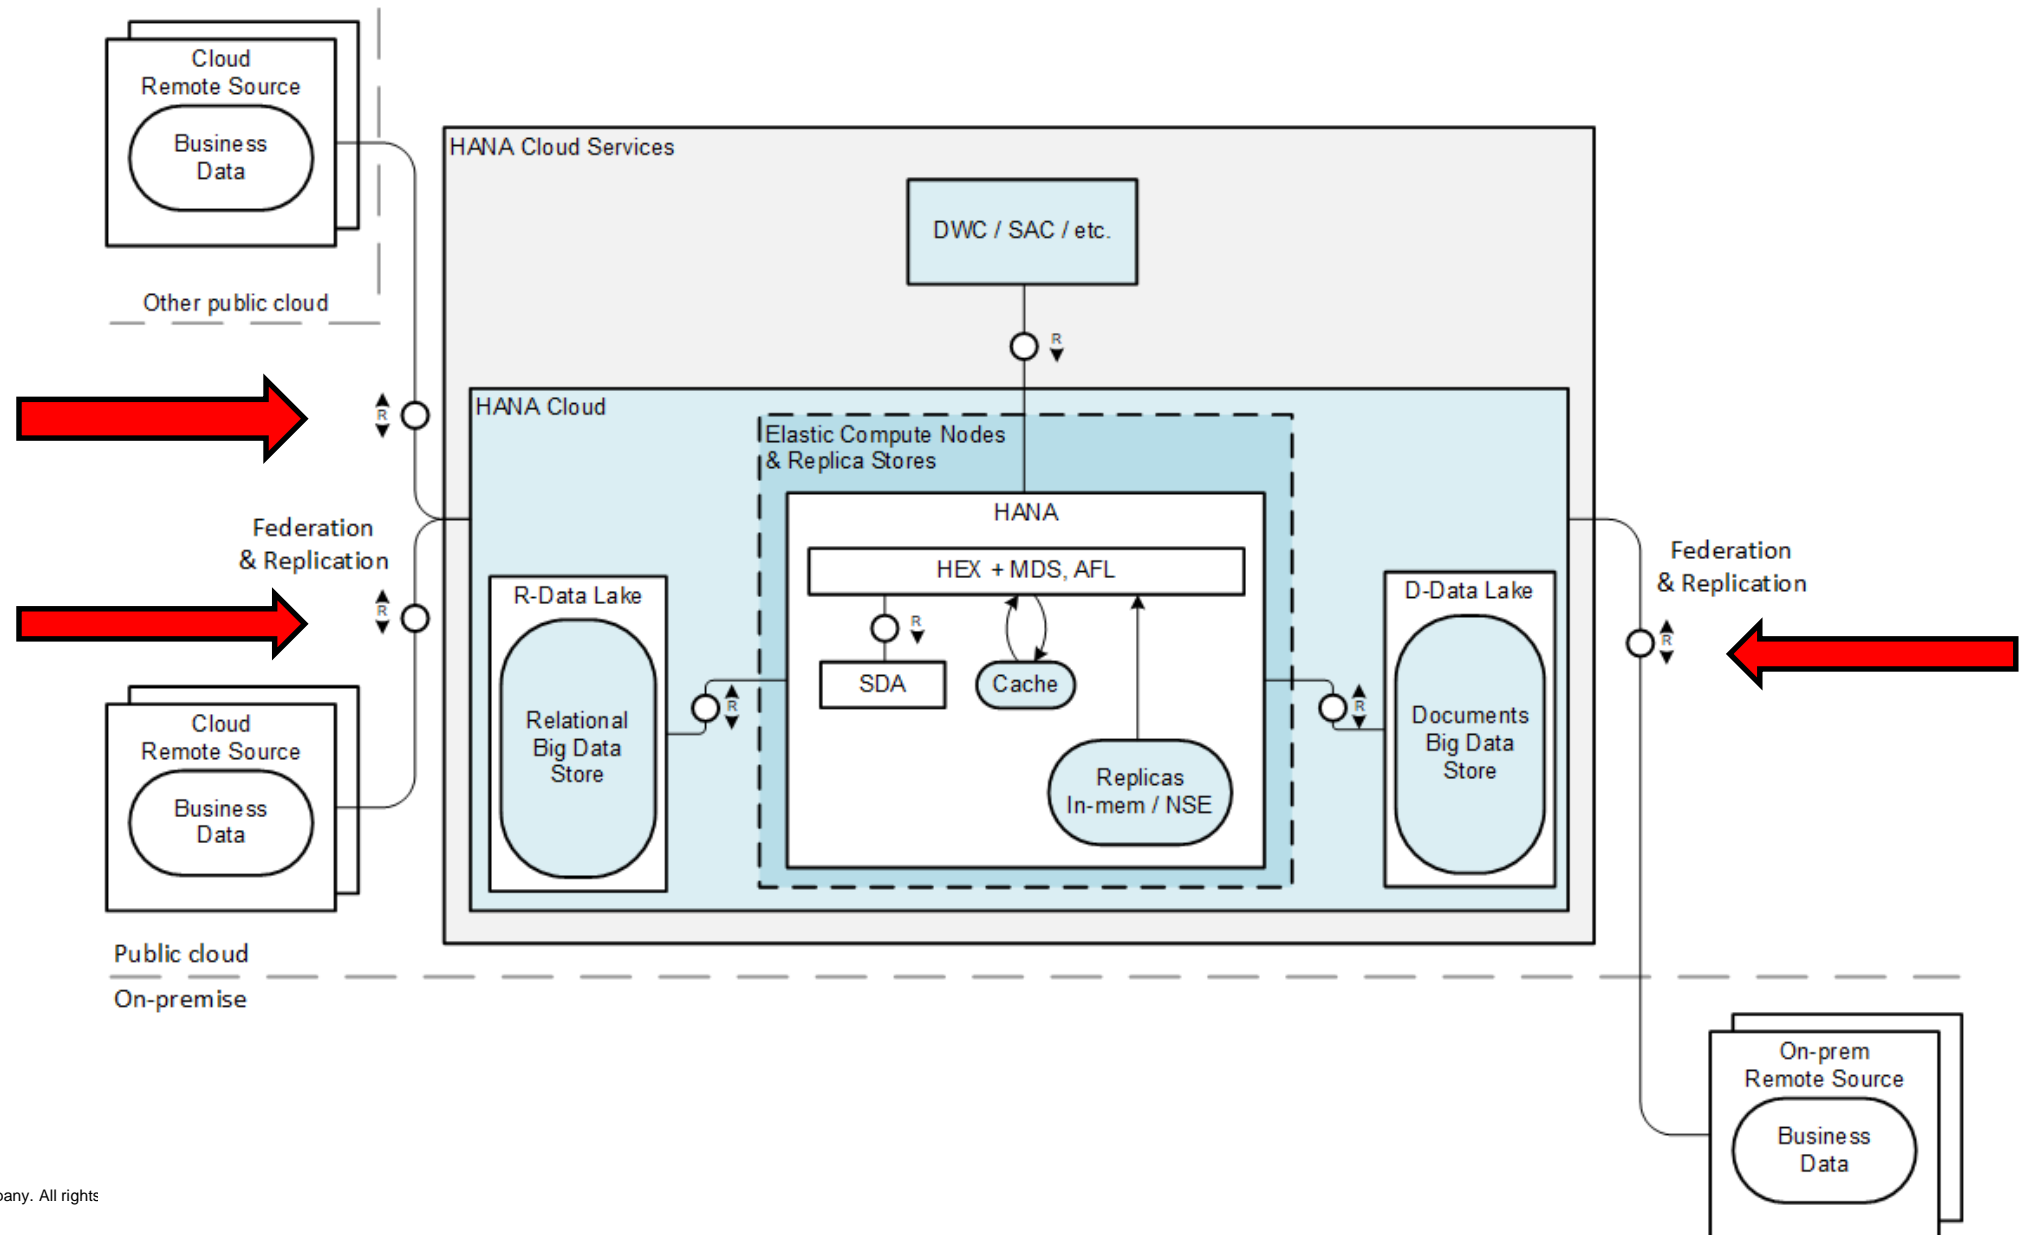 Cloud
Remote Source
Business
Data
Other public cloud
HANA Cloud Services
DWC / SAC / etc.
R
R
HANA Cloud
Elastic Compute Nodes
& Replica Stores
HANA
HEX + MDS, AFL
R
SDA
Cache
Replicas
In-mem / NSE
R-Data Lake
Relational
Big Data
Store
R
D-Data Lake
Documents
Big Data
Store
R
Federation
& Replication
R
Federation
& Replication
R
Cloud
Remote Source
Business
Data
Public cloud
On-premise
On-prem
Remote Source
Business
Data
pany. All rights